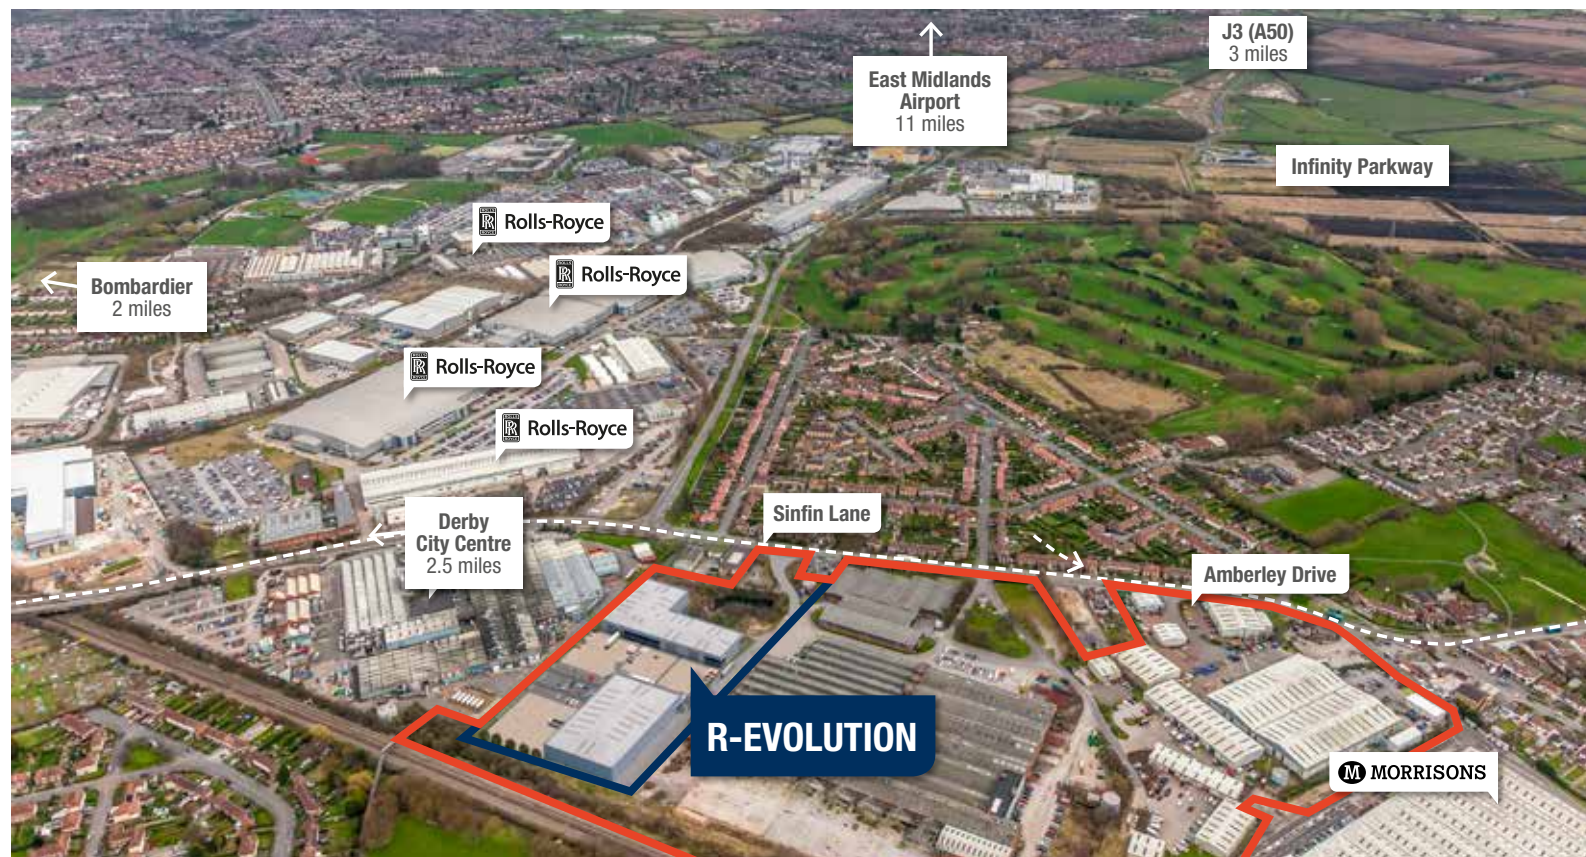 J3 (A50)
3 miles
East Midlands
Airport
11 miles
Infinity Parkway
Rolls-Royce
Rolls-Royce
Bombardier
2 miles
Rolls-Royce
Rolls-Royce
Derby
City Centre
2.5 miles
Sinfin Lane
Amberley Drive
R-EVOLUTION
M MORRISONS